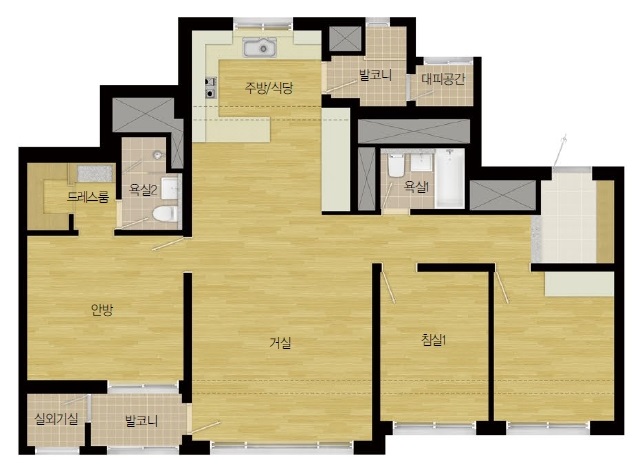 주방/식당
발코니
대피공간
드레스룸
욕실2
욕실1
안방
거실
침실1
실외기실
발코니